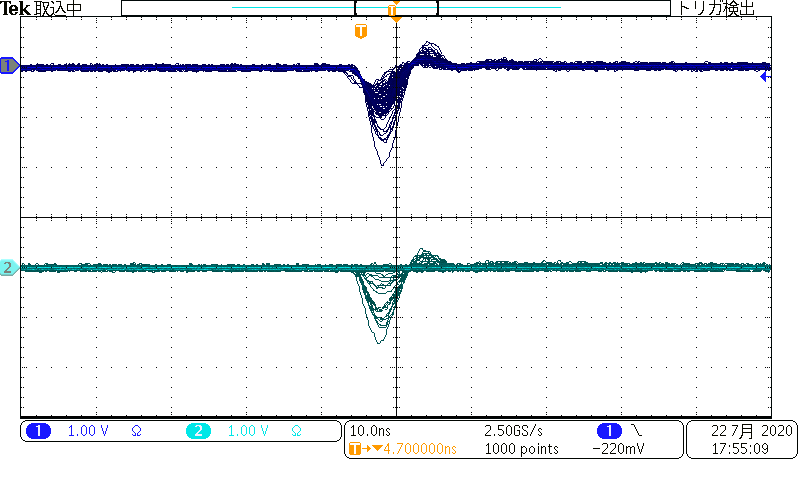 Tek 取込中 トリガ検出
T T
1
2
1 1.00 V Ω 2 1.00 V Ω 10.0ns 2.50GS/s 1 22 7月 2020
T→▼4.700000ns 1000 points −220mV 17:55:09